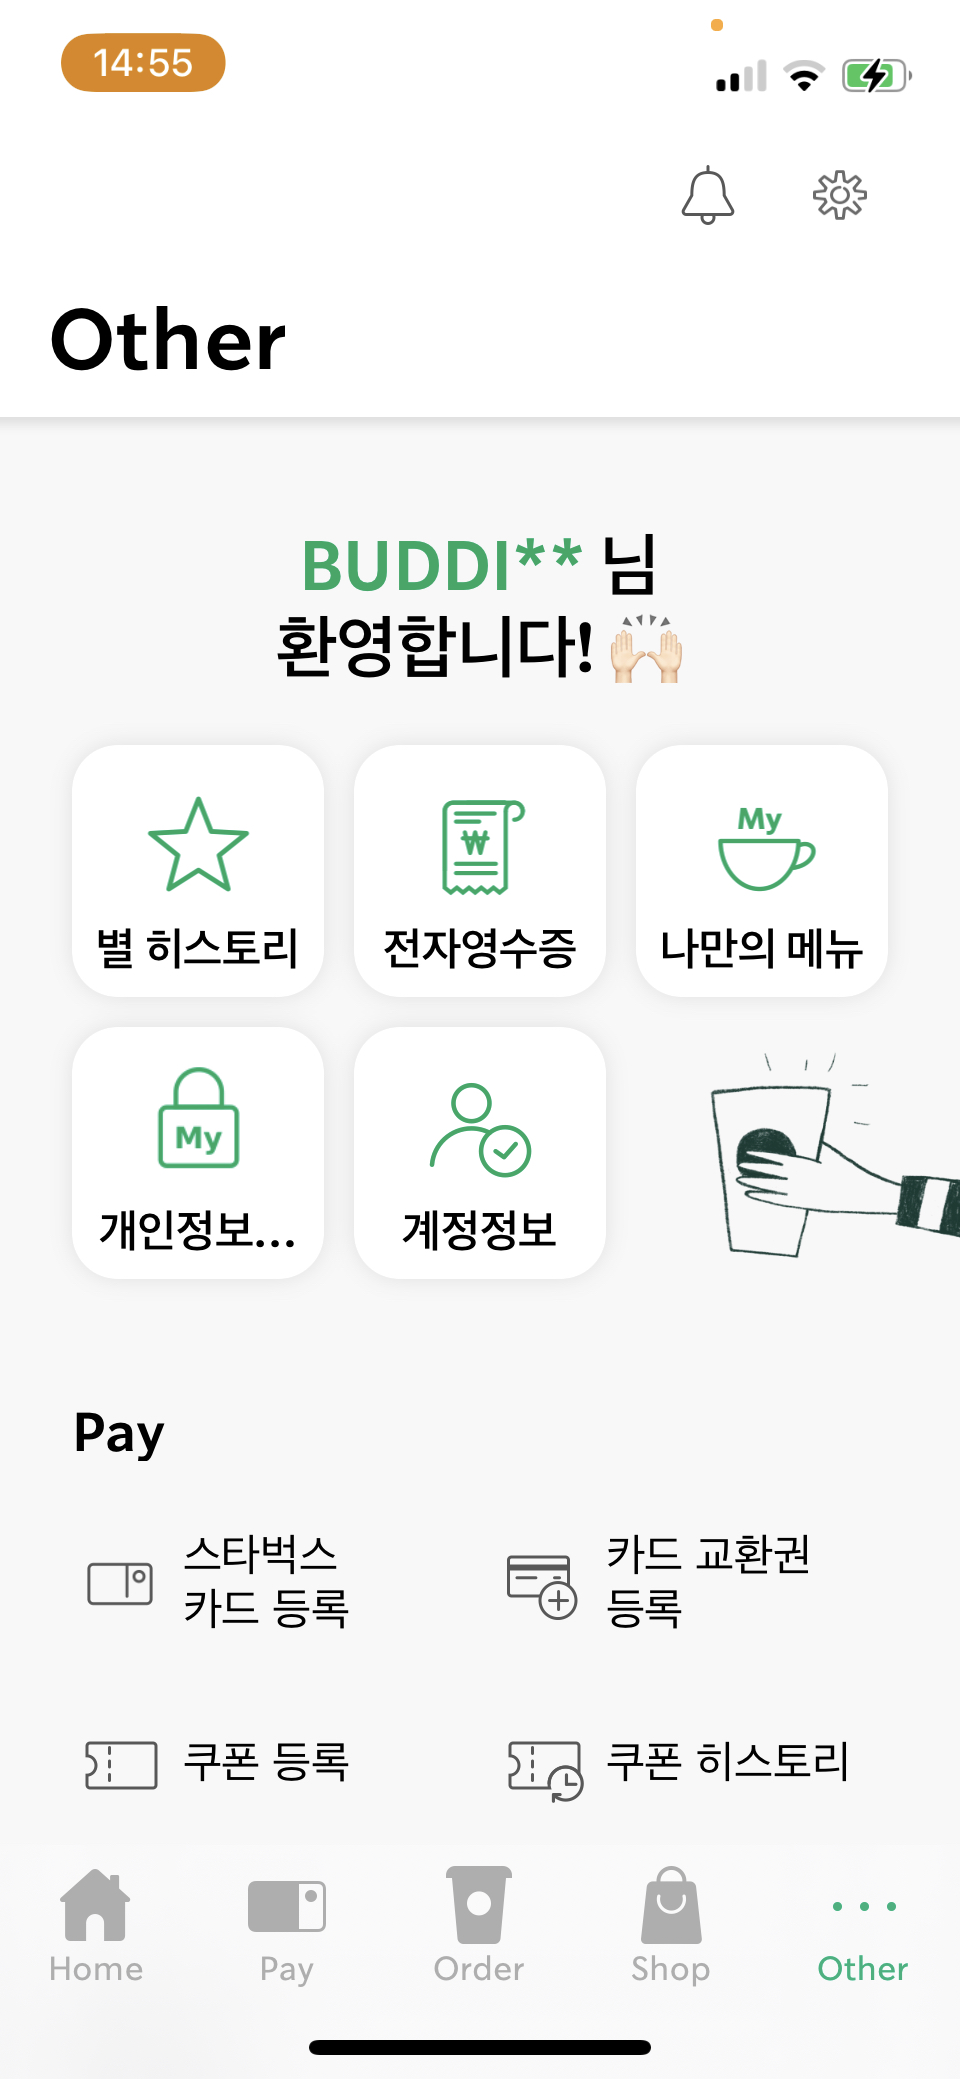 14:55
Other
BUDDI** 님
환영합니다! 🙌🏻
별 히스토리
전자영수증
My
나만의 메뉴
My
개인정보...
계정정보
Pay
스타벅스
카드 등록
카드 교환권
등록
쿠폰 등록
쿠폰 히스토리
Home
Pay
Order
Shop
Other